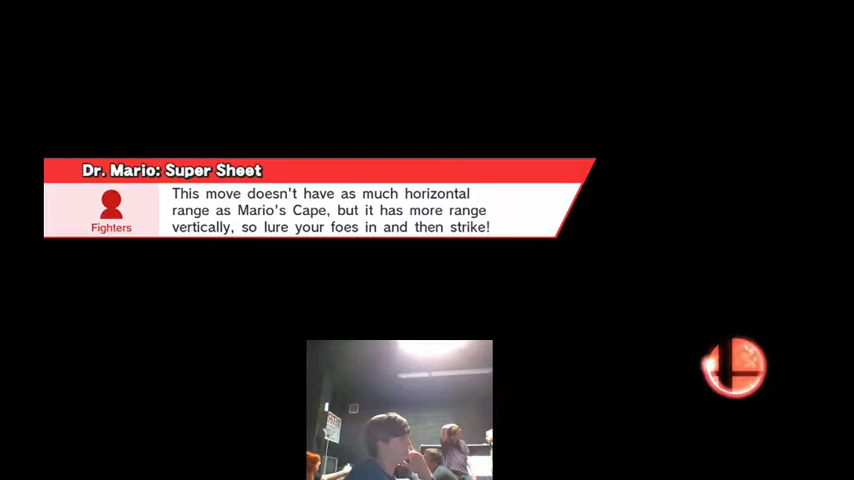 Dr. Mario: Super Sheet
This move doesn't have as much horizontal
range as Mario's Cape, but it has more range
vertically, so lure your foes in and then strike!
Fighters